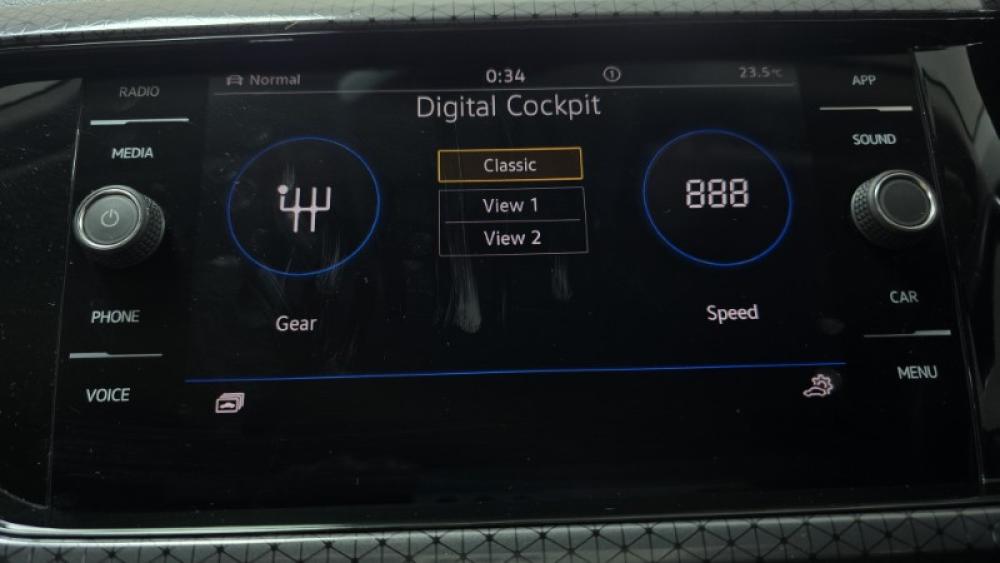 RADIO
MEDIA
PHONE
VOICE
Normal 0:34 1 23.5°C
Digital Cockpit
Classic
View 1
View 2
888
Gear
Speed
APP
SOUND
CAR
MENU